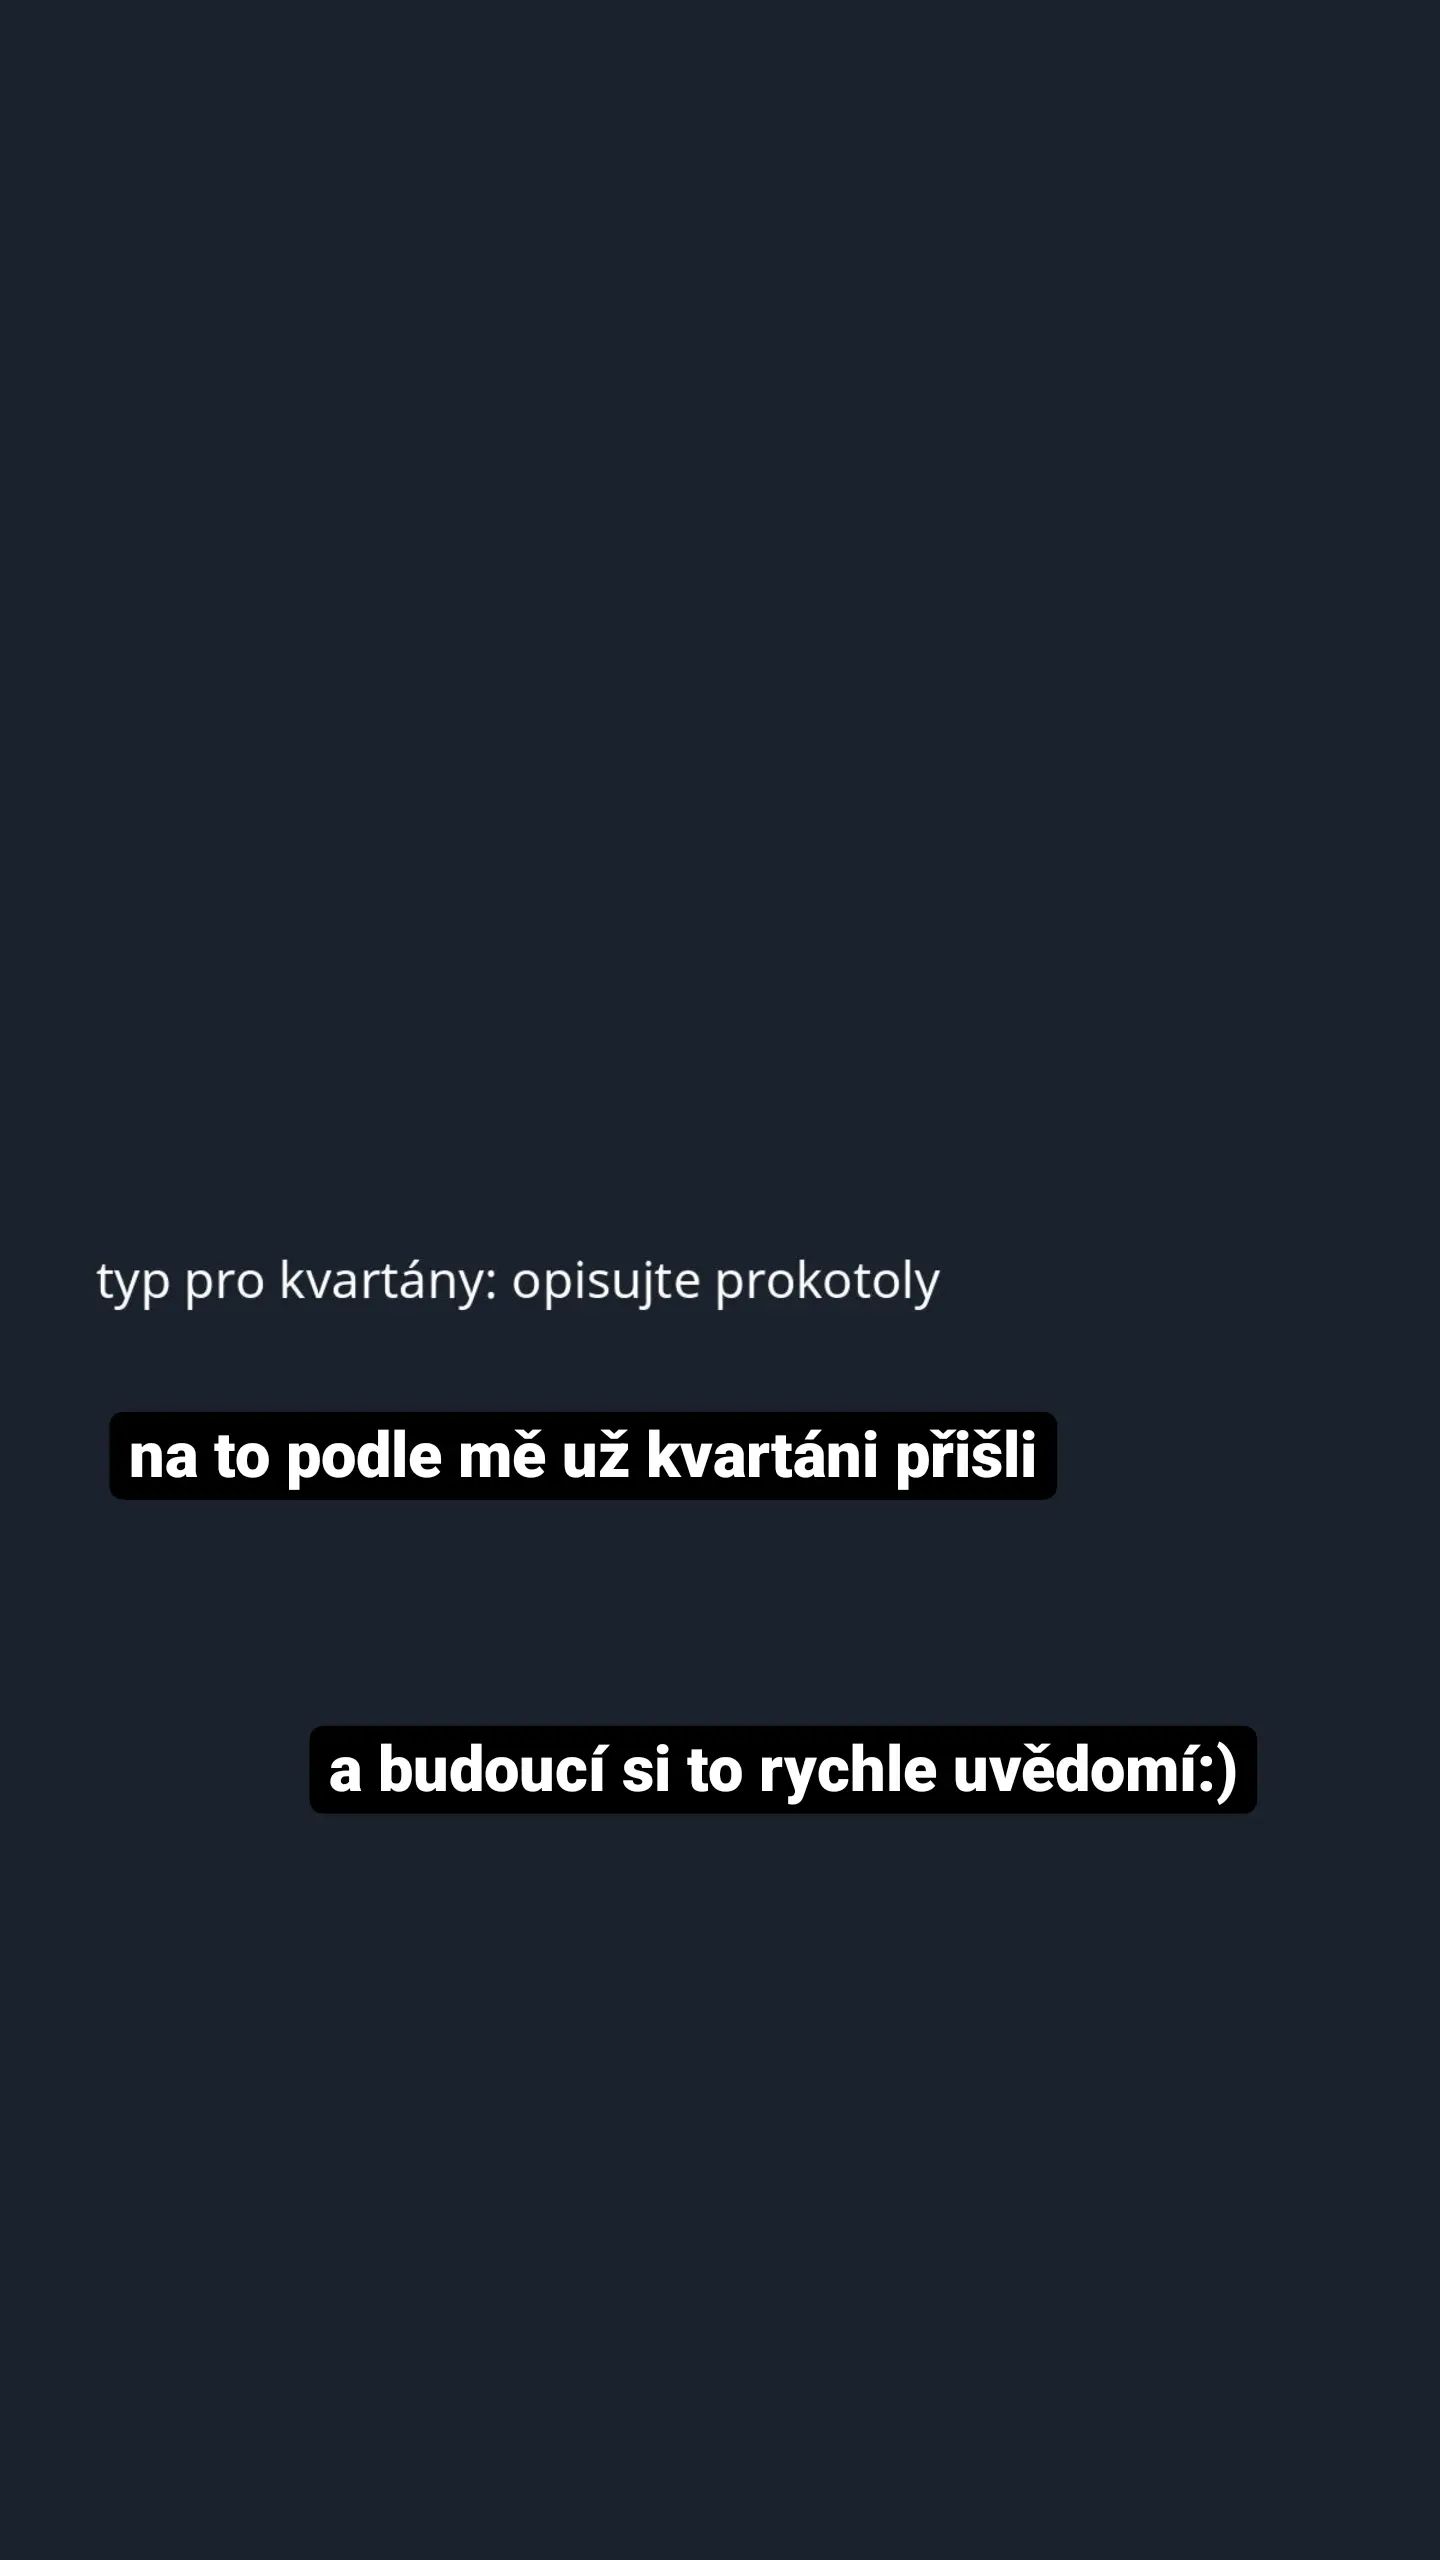 typ pro kvartány: opisujte prokotoly
na to podle mě už kvartáni přišli
a budoucí si to rychle uvědomí:)